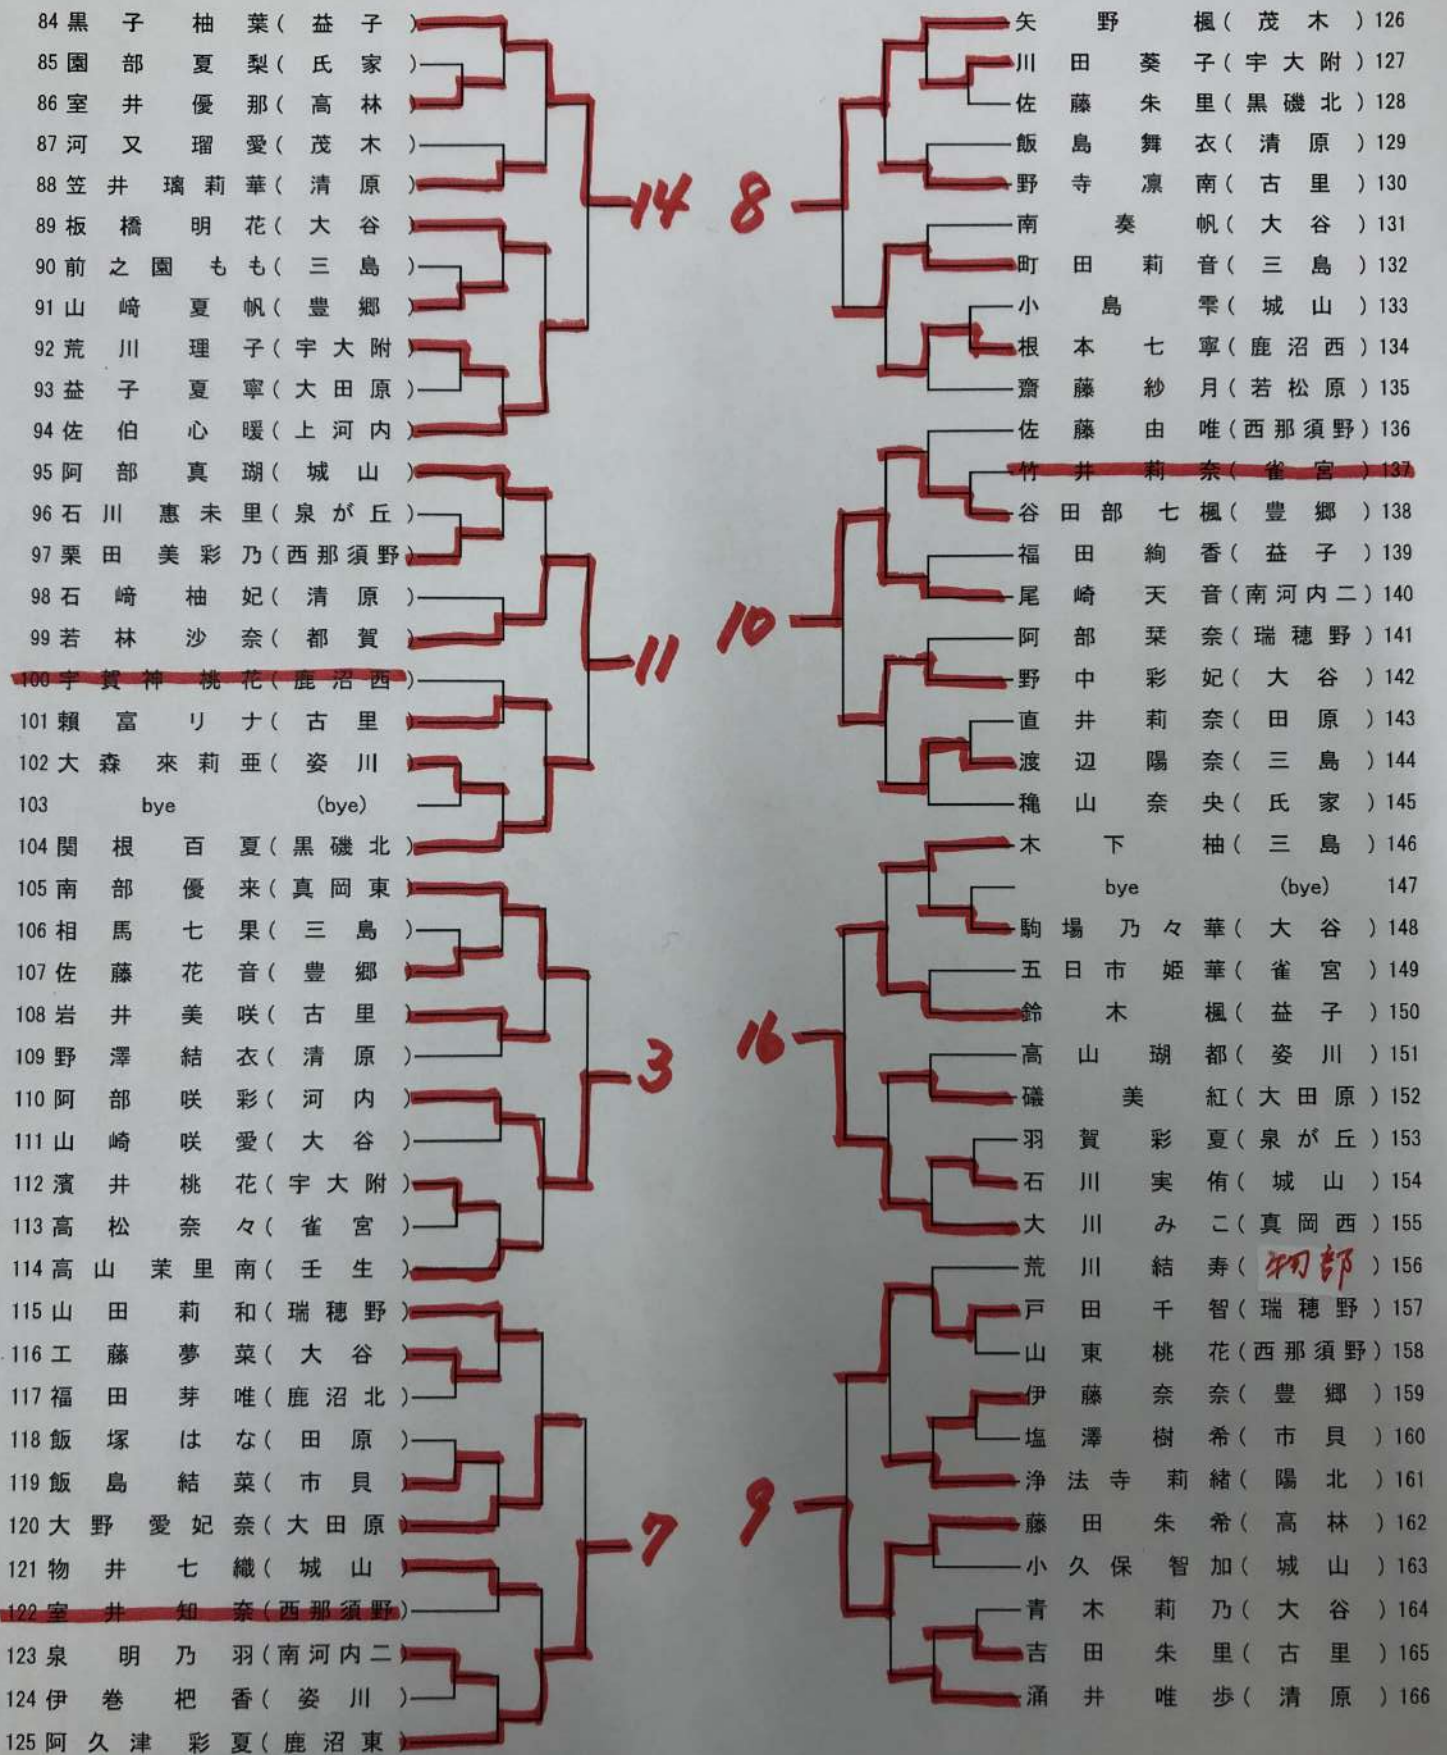 84 黒子 柚葉(益子)
85 園部 夏梨(氏家)
86 室井 優那(高林)
87 河又 瑠愛(茂木)
88 笠井 璃莉華(清原)
89 板橋 明花(大谷)
90 前之園 もも(三島)
91 山﨑 夏帆(豊郷)
92 荒川 理子(宇大附)
93 益子 夏寧(大田原)
94 佐伯 心暖(上河内)
95 阿部 真瑚(城山)
96 石川 惠未里(泉が丘)
97 栗田 美彩乃(西那須野)
98 石﨑 柚妃(清原)
99 若林 沙奈(都賀)
100 宇賀神 桃花(鹿沼西)
101 頼富 リナ(古里)
102 大森 來莉亜(姿川)
103 bye (bye)
104 関根 百夏(黒磯北)
105 南部 優来(真岡東)
106 相馬 七果(三島)
107 佐藤 花音(豊郷)
108 岩井 美咲(古里)
109 野澤 結衣(清原)
110 阿部 咲彩(河内)
111 山崎 咲愛(大谷)
112 濱井 桃花(宇大附)
113 高松 奈々(雀宮)
114 高山 茉里南(壬生)
115 山田 莉和(瑞穂野)
116 工藤 夢菜(大谷)
117 福田 芽唯(鹿沼北)
118 飯塚 はな(田原)
119 飯島 結菜(市貝)
120 大野 愛妃奈(大田原)
121 物井 七織(城山)
122 室井 知奈(西那須野)
123 泉 明乃羽(南河内二)
124 伊巻 杷香(姿川)
125 阿久津 彩夏(鹿沼東)
14
11
3
7
8
10
16
9
矢野 楓(茂木)126
川田 葵子(宇大附)127
佐藤 朱里(黒磯北)128
飯島 舞衣(清原)129
野寺 凛南(古里)130
南 奏帆(大谷)131
町田 莉音(三島)132
小島 雫(城山)133
根本 七寧(鹿沼西)134
齋藤 紗月(若松原)135
佐藤 由唯(西那須野)136
竹井 莉奈(雀宮)137
谷田部 七楓(豊郷)138
福田 絢香(益子)139
尾崎 天音(南河内二)140
阿部 栞奈(瑞穂野)141
野中 彩妃(大谷)142
直井 莉奈(田原)143
渡辺 陽奈(三島)144
穐山 奈央(氏家)145
木下 柚(三島)146
bye (bye) 147
駒場 乃々華(大谷)148
五日市 姫華(雀宮)149
鈴木 楓(益子)150
高山 瑚都(姿川)151
礒 美紅(大田原)152
羽賀 彩夏(泉が丘)153
石川 実侑(城山)154
大川 みこ(真岡西)155
荒川 結寿(物部)156
戸田 千智(瑞穂野)157
山東 桃花(西那須野)158
伊藤 奈奈(豊郷)159
塩澤 樹希(市貝)160
浄法寺 莉緒(陽北)161
藤田 朱希(高林)162
小久保 智加(城山)163
青木 莉乃(大谷)164
吉田 朱里(古里)165
涌井 唯歩(清原)166